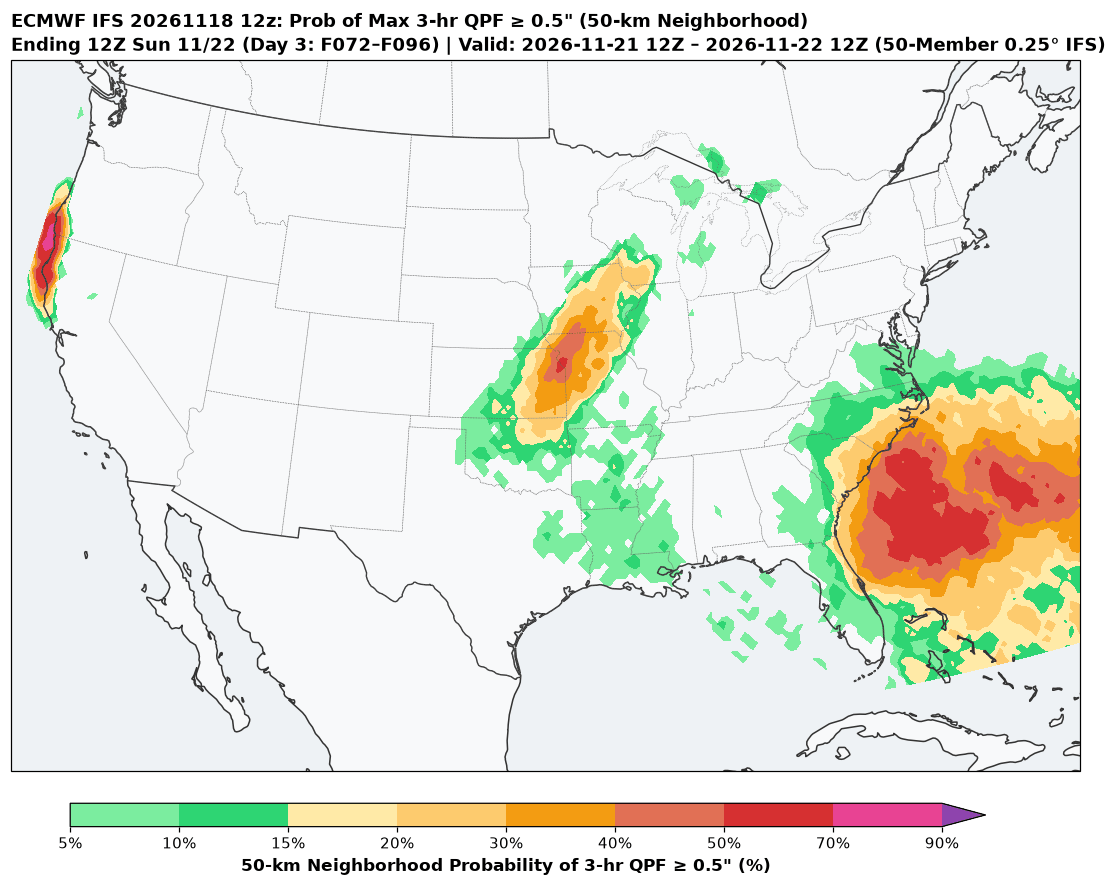 ECMWF IFS 20261118 12z: Prob of Max 3-hr QPF ≥ 0.5" (50-km Neighborhood)
Ending 12Z Sun 11/22 (Day 3: F072–F096) | Valid: 2026-11-21 12Z – 2026-11-22 12Z (50-Member 0.25° IFS)
5% 10% 15% 20% 30% 40% 50% 70% 90%
50-km Neighborhood Probability of 3-hr QPF ≥ 0.5" (%)